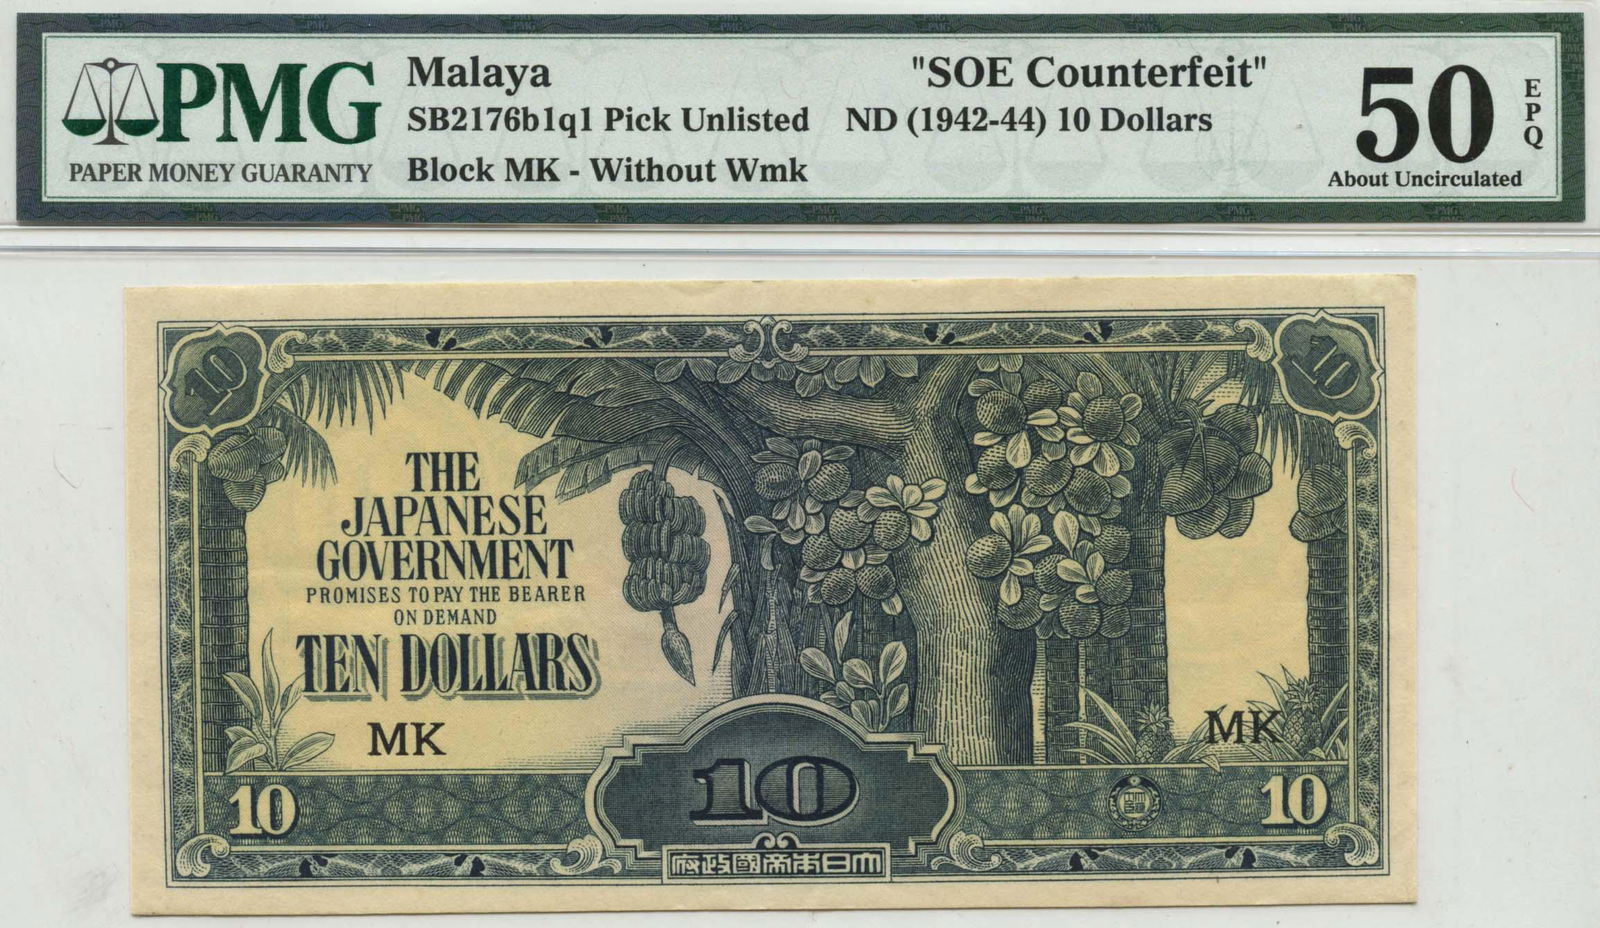 PMG
PAPER MONEY GUARANTY
Malaya "SOE Counterfeit"
SB2176b1q1 Pick Unlisted ND (1942-44) 10 Dollars
Block MK - Without Wmk
50
EPQ
About Uncirculated
10 10
THE
JAPANESE
GOVERNMENT
PROMISES TO PAY THE BEARER
ON DEMAND
TEN DOLLARS
MK MK
10 10 10
府政國帝本日大